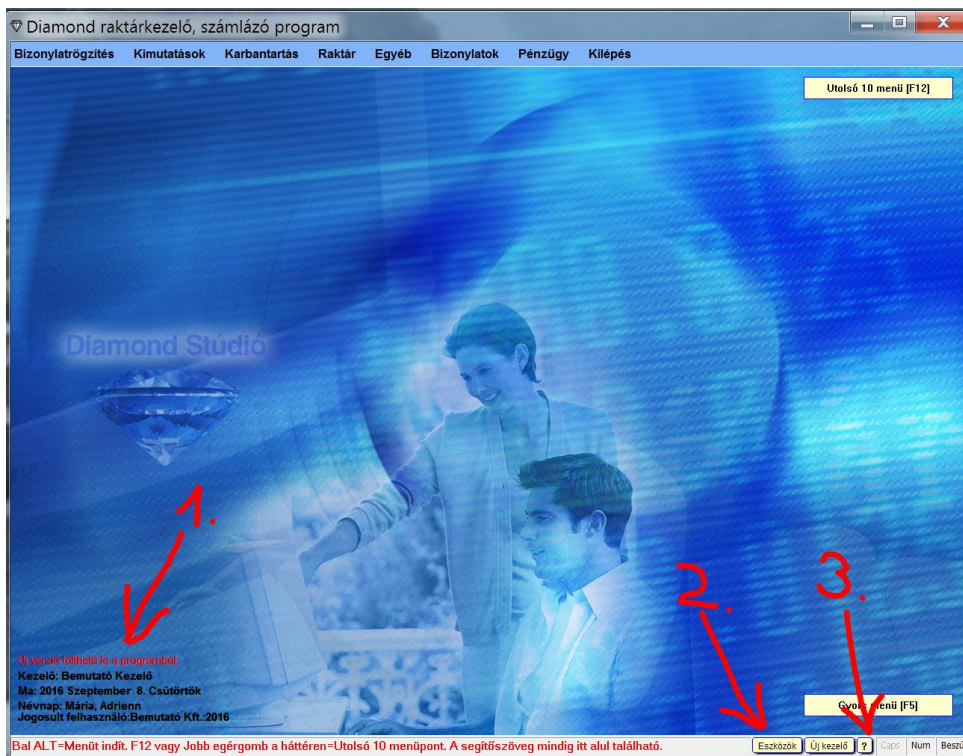 Diamond raktárkezelő, számlázó program
Bizonylatrögzítés Kimutatások Karbantartás Raktár Egyéb Bizonylatok Pénzügy Kilépés
Utolsó 10 menü [F12]
Diamond Stúdió
1.
2.
3.
Új verzió tölthető le a programból!
Kezelő: Bemutató Kezelő
Ma: 2016 Szeptember 8. Csütörtök
Névnap: Mária, Adrienn
Jogosult felhasználó:Bemutató Kft.:2016
Gyors menü [F5]
Bal ALT=Menüt indít. F12 vagy Jobb egérgomb a háttéren=Utolsó 10 menüpont. A segítőszöveg mindig itt alul található. Eszközök Új kezelő ? Caps Num Beszú